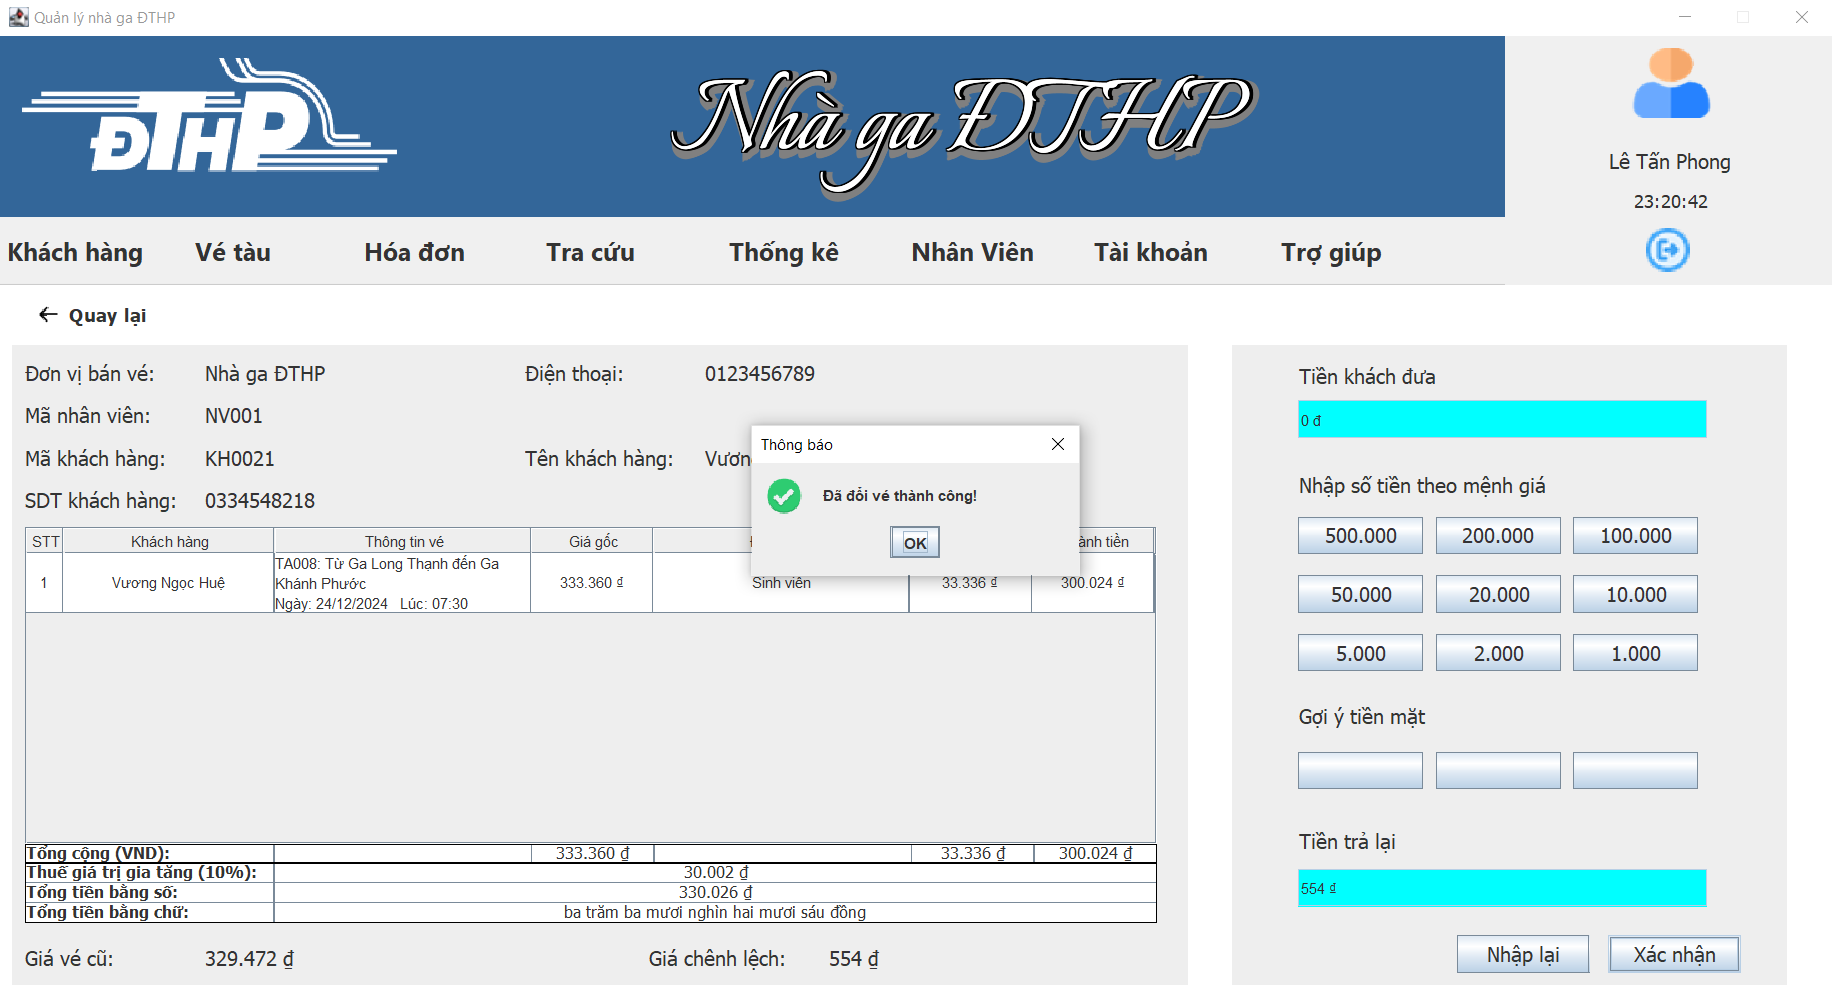 Quản lý nhà ga ĐTHP
ĐTHP
Nhà ga ĐTHP
Lê Tấn Phong
23:20:42
Khách hàng Vé tàu Hóa đơn Tra cứu Thống kê Nhân Viên Tài khoản Trợ giúp
Quay lại
Đơn vị bán vé: Nhà ga ĐTHP Điện thoại: 0123456789
Mã nhân viên: NV001
Mã khách hàng: KH0021 Tên khách hàng:
SDT khách hàng: 0334548218
Thông báo
Đã đổi vé thành công!
OK
STT Khách hàng Thông tin vé Giá gốc tiền
1 Vương Ngọc Huệ TA008: Từ Ga Long Thạnh đến Ga Khánh Phước Ngày: 24/12/2024 Lúc: 07:30 333.360 ₫ Sinh viên 33.336 ₫ 300.024 ₫
Tổng cộng (VND): 333.360 ₫ 33.336 ₫ 300.024 ₫
Thuế giá trị gia tăng (10%): 30.002 ₫
Tổng tiền bằng số: 330.026 ₫
Tổng tiền bằng chữ: ba trăm ba mươi nghìn hai mươi sáu đồng
Giá vé cũ: 329.472 ₫ Giá chênh lệch: 554 ₫
Tiền khách đưa
0 đ
Nhập số tiền theo mệnh giá
500.000 200.000 100.000
50.000 20.000 10.000
5.000 2.000 1.000
Gợi ý tiền mặt
Tiền trả lại
554 ₫
Nhập lại Xác nhận